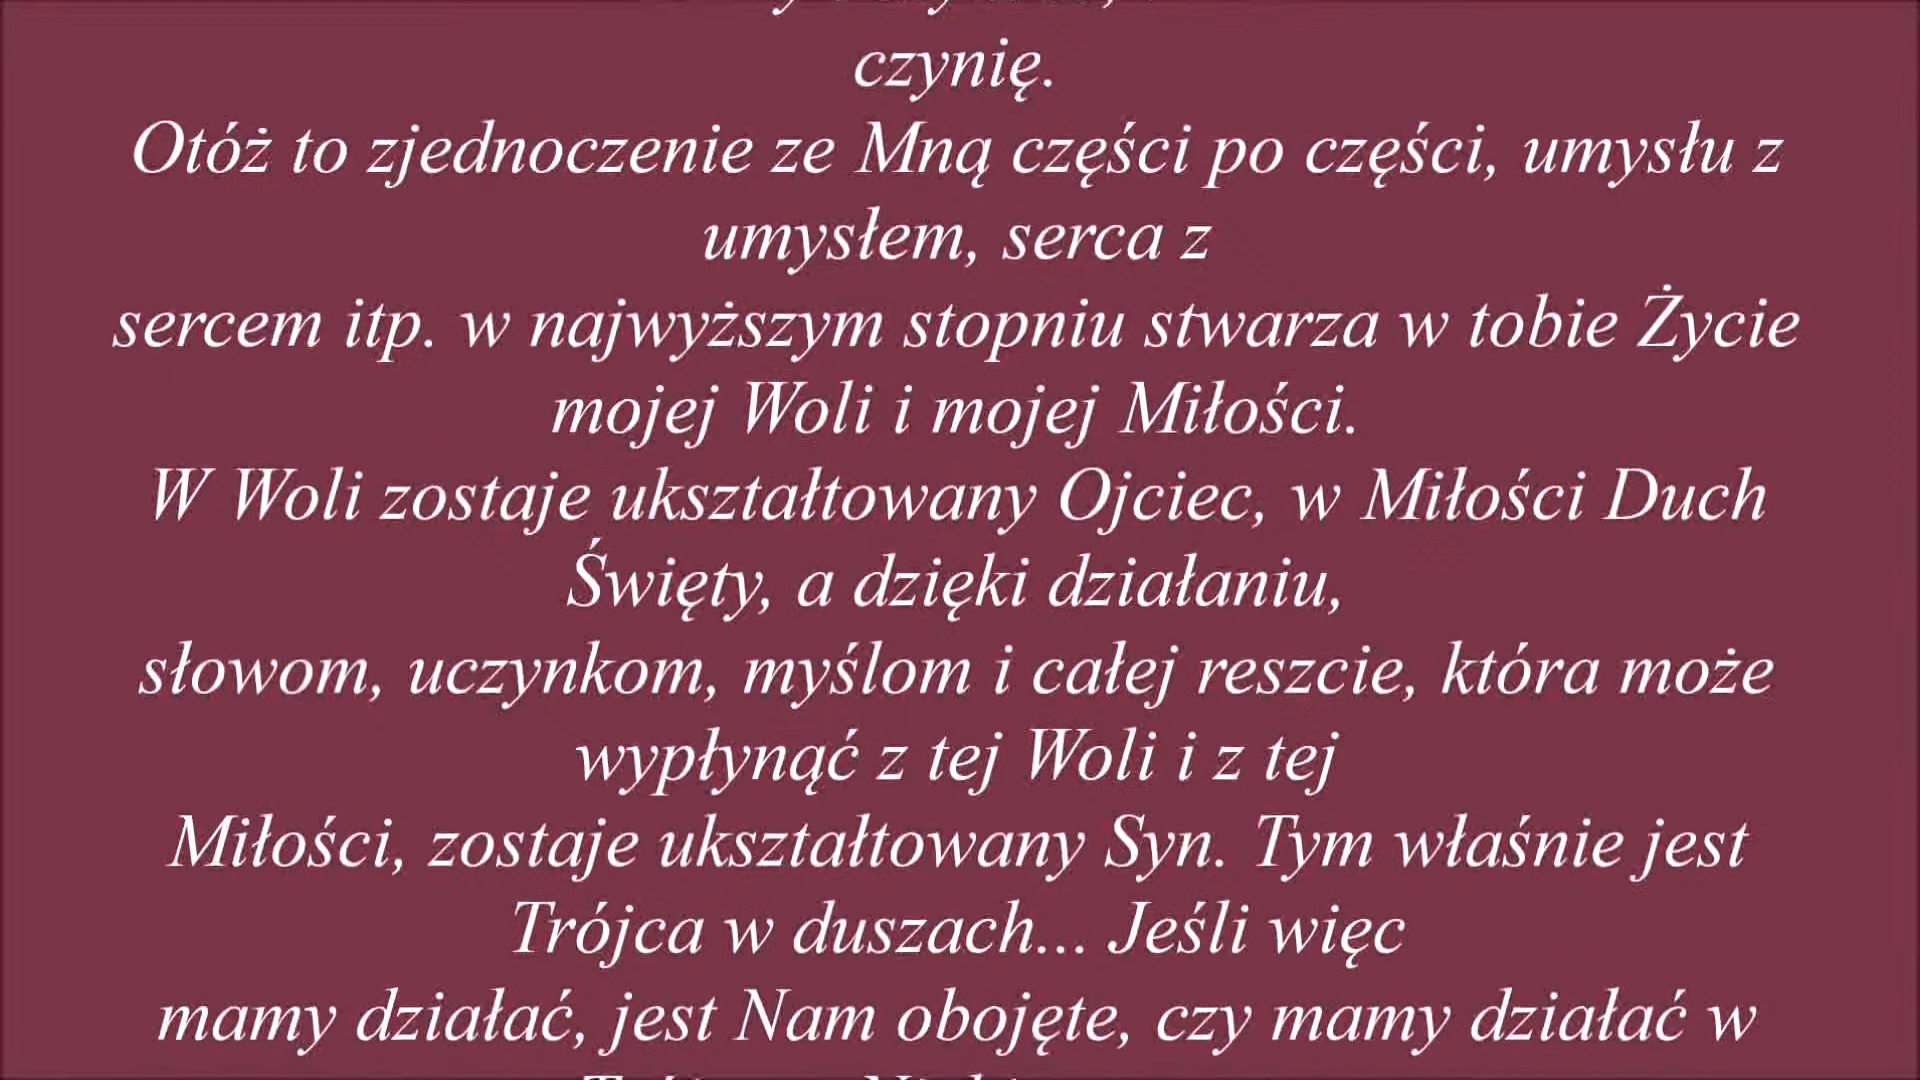 czynię.
Otóż to zjednoczenie ze Mną części po części, umysłu z
umysłem, serca z
sercem itp. w najwyższym stopniu stwarza w tobie Życie
mojej Woli i mojej Miłości.
W Woli zostaje ukształtowany Ojciec, w Miłości Duch
Święty, a dzięki działaniu,
słowom, uczynkom, myślom i całej reszcie, która może
wypłynąć z tej Woli i z tej
Miłości, zostaje ukształtowany Syn. Tym właśnie jest
Trójca w duszach... Jeśli więc
mamy działać, jest Nam obojęte, czy mamy działać w